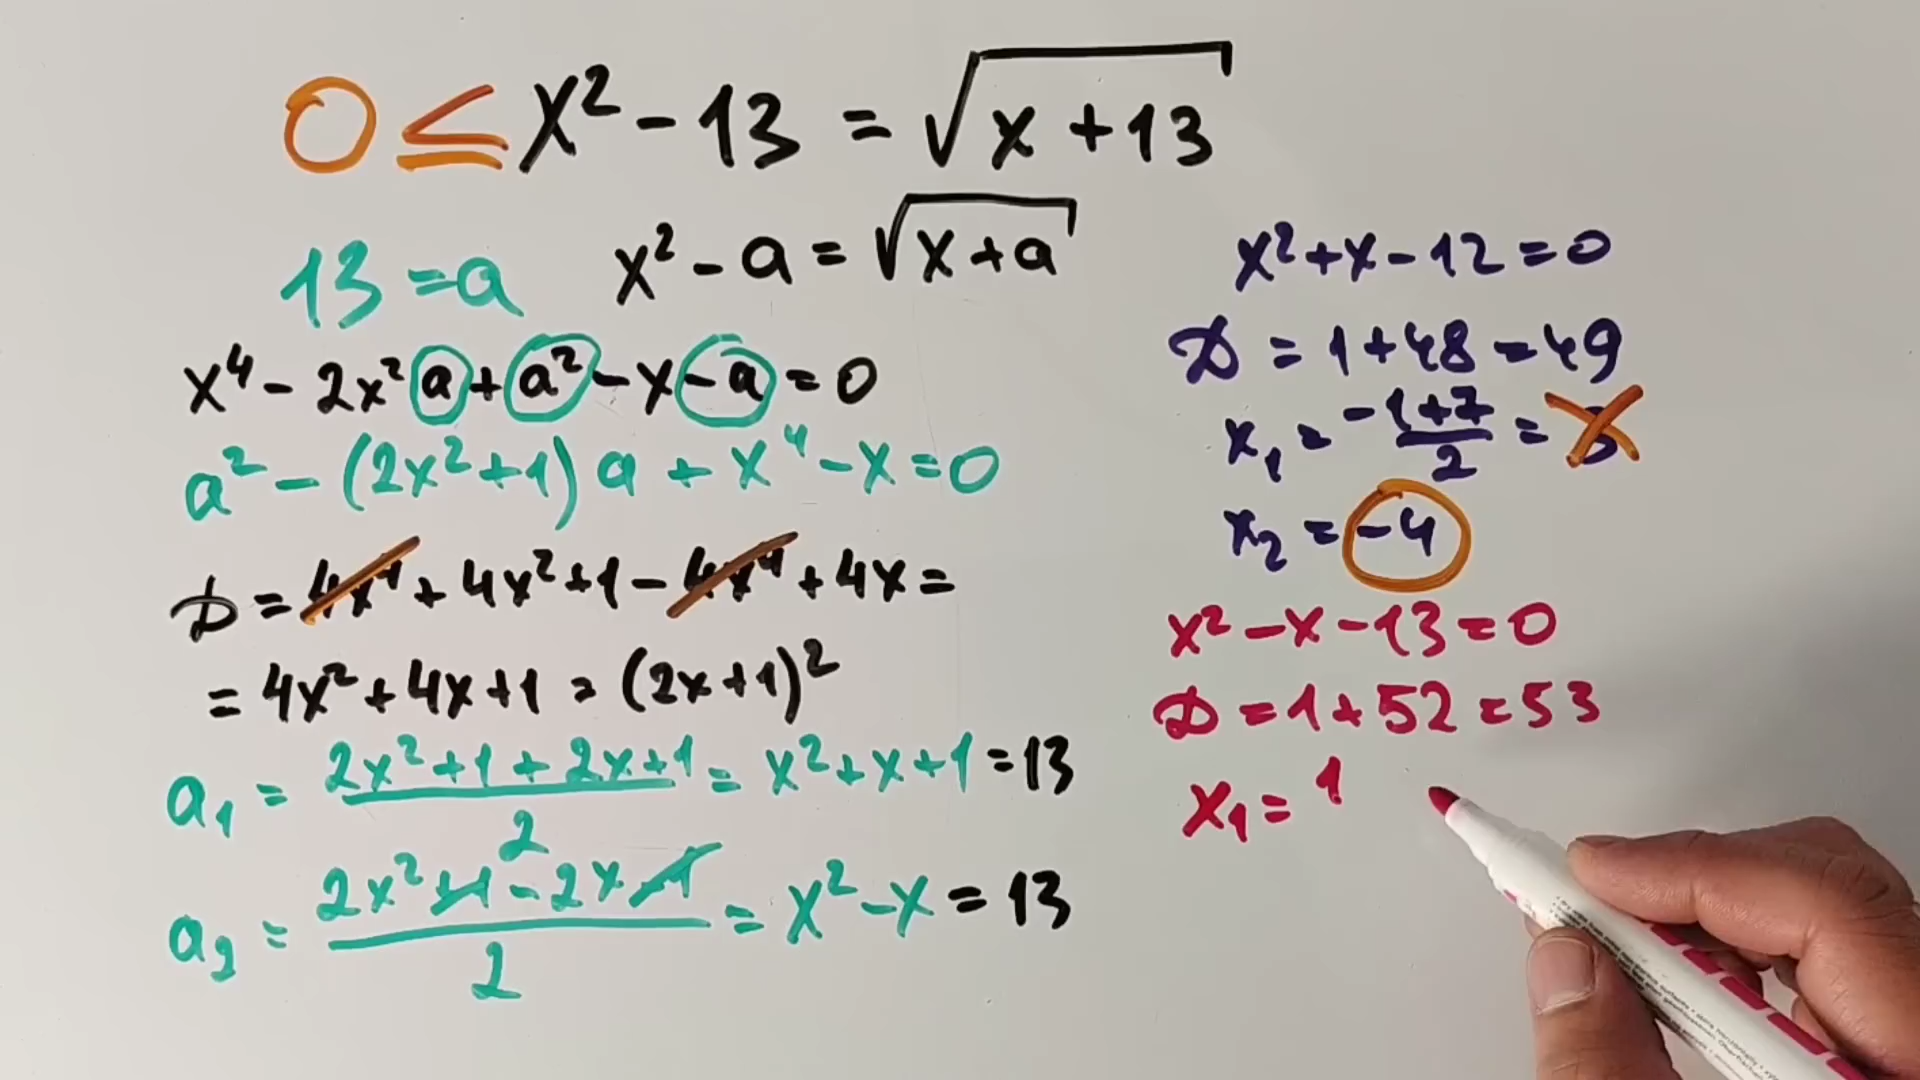 0 ≤ x² - 13 = √(x + 13)
13 = a
x² - a = √(x + a)
x⁴ - 2x² a + a² - x - a = 0
a² - (2x² + 1) a + x⁴ - x = 0
D = 4x⁴ + 4x² + 1 - 4x⁴ + 4x =
= 4x² + 4x + 1 = (2x + 1)²
a₁ = (2x² + 1 + 2x + 1)/2 = x² + x + 1 = 13
a₂ = (2x² + 1 - 2x - 1)/2 = x² - x = 13
x² + x - 12 = 0
D = 1 + 48 = 49
x₁ = (-1 + 7)/2 = 3
x₂ = -4
x² - x - 13 = 0
D = 1 + 52 = 53
x₁ = 1